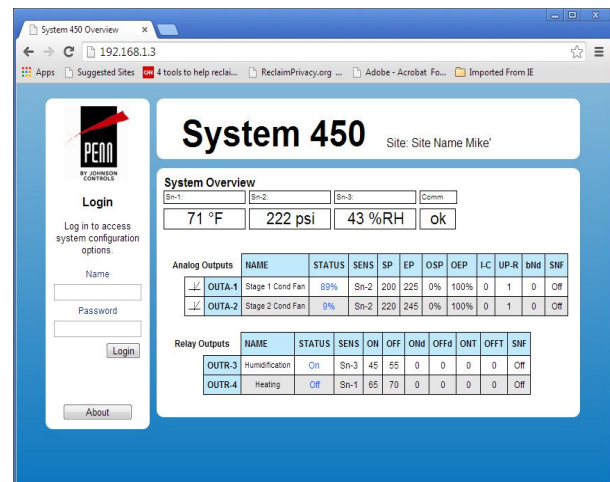 System 450 Overview
192.168.1.3
Apps
Suggested Sites
CNN 4 tools to help reclai...
ReclaimPrivacy.org ...
Adobe - Acrobat Fo...
Imported From IE
PENN
BY JOHNSON
CONTROLS
Login
Log in to access
system configuration
options.
Name
Password
Login
About
System 450 Site: Site Name Mike'
System Overview
Sn-1: Sn-2: Sn-3: Comm
71 °F 222 psi 43 %RH ok
Analog Outputs NAME STATUS SENS SP EP OSP OEP I-C UP-R bNd SNF
OUTA-1 Stage 1 Cond Fan 89% Sn-2 200 225 0% 100% 0 1 0 Off
OUTA-2 Stage 2 Cond Fan 9% Sn-2 220 245 0% 100% 0 1 0 Off
Relay Outputs NAME STATUS SENS ON OFF ONd OFFd ONT OFFT SNF
OUTR-3 Humidification On Sn-3 45 55 0 0 0 0 Off
OUTR-4 Heating Off Sn-1 65 70 0 0 0 0 Off